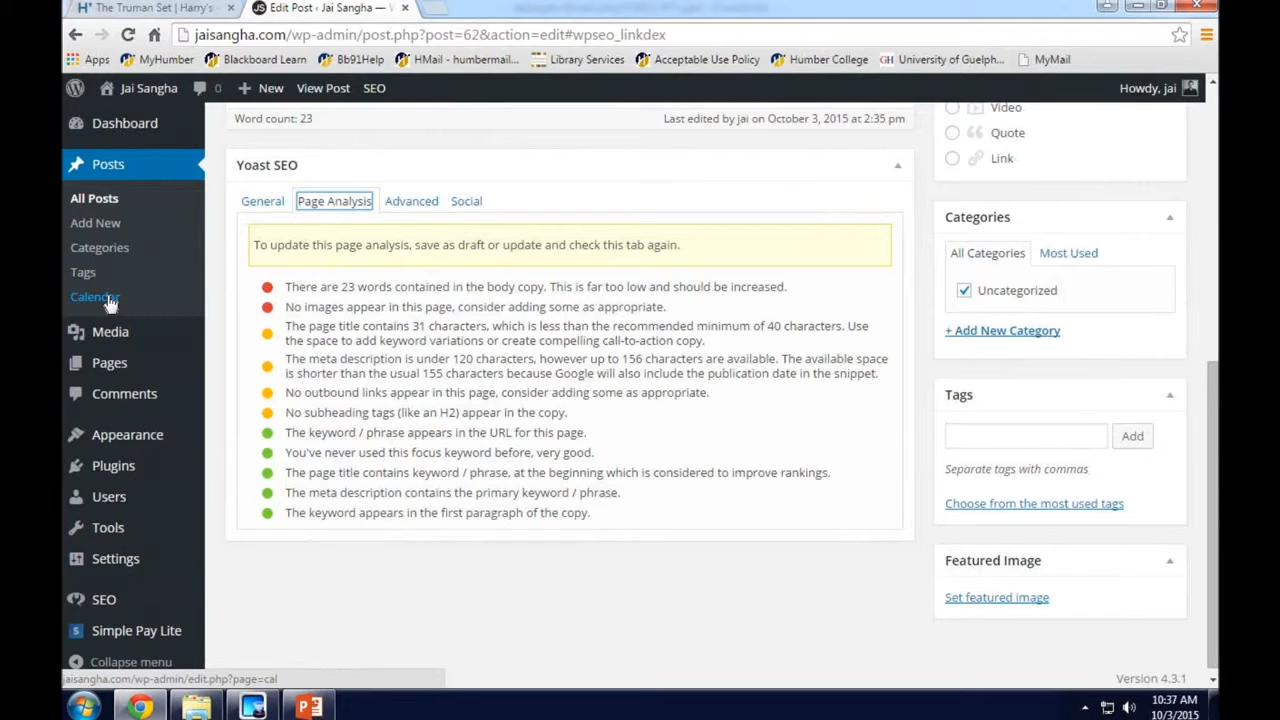 The Truman Set | Harry's
Edit Post ‹ Jai Sangha —
jaisangha.com/wp-admin/post.php?post=62&action=edit#wpseo_linkdex
Apps
MyHumber
Blackboard Learn
Bb91Help
HMail - humbermail...
Library Services
Acceptable Use Policy
Humber College
GH University of Guelph...
MyMail
Jai Sangha
0
+ New
View Post
SEO
Howdy, jai
Dashboard
Posts
All Posts
Add New
Categories
Tags
Calendar
Media
Pages
Comments
Appearance
Plugins
Users
Tools
Settings
SEO
Simple Pay Lite
Collapse menu
Word count: 23
Last edited by jai on October 3, 2015 at 2:35 pm
Yoast SEO
General
Page Analysis
Advanced
Social
To update this page analysis, save as draft or update and check this tab again.
There are 23 words contained in the body copy. This is far too low and should be increased.
No images appear in this page, consider adding some as appropriate.
The page title contains 31 characters, which is less than the recommended minimum of 40 characters. Use
the space to add keyword variations or create compelling call-to-action copy.
The meta description is under 120 characters, however up to 156 characters are available. The available space
is shorter than the usual 155 characters because Google will also include the publication date in the snippet.
No outbound links appear in this page, consider adding some as appropriate.
No subheading tags (like an H2) appear in the copy.
The keyword / phrase appears in the URL for this page.
You've never used this focus keyword before, very good.
The page title contains keyword / phrase, at the beginning which is considered to improve rankings.
The meta description contains the primary keyword / phrase.
The keyword appears in the first paragraph of the copy.
Video
Quote
Link
Categories
All Categories
Most Used
Uncategorized
+ Add New Category
Tags
Add
Separate tags with commas
Choose from the most used tags
Featured Image
Set featured image
Version 4.3.1
jaisangha.com/wp-admin/edit.php?page=cal
10:37 AM
10/3/2015